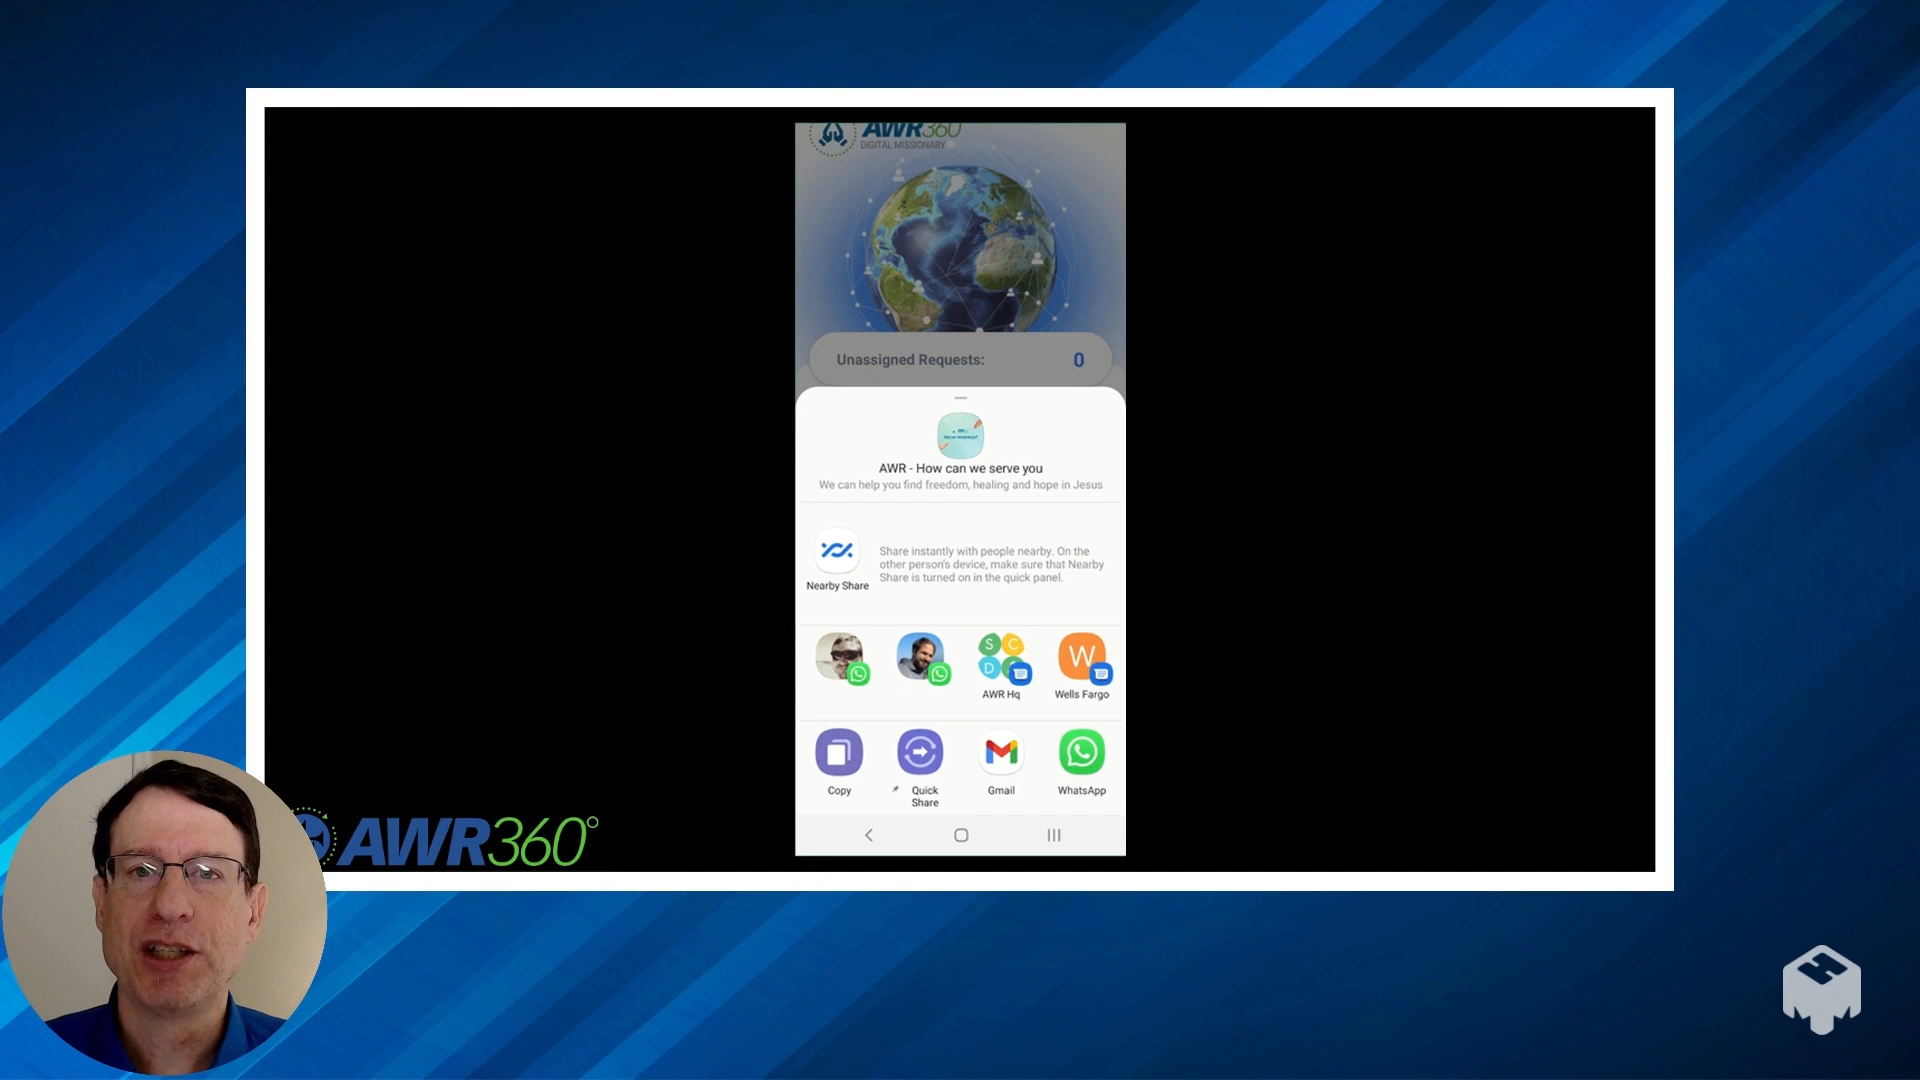 AWR360
DIGITAL MISSIONARY
Unassigned Requests: 0
AWR - How can we serve you
We can help you find freedom, healing and hope in Jesus
Share instantly with people nearby. On the
other person's device, make sure that Nearby
Share is turned on in the quick panel.
Nearby Share
S C
D
W
AWR Hq
Wells Fargo
Copy
Quick
Share
Gmail
WhatsApp
AWR360°